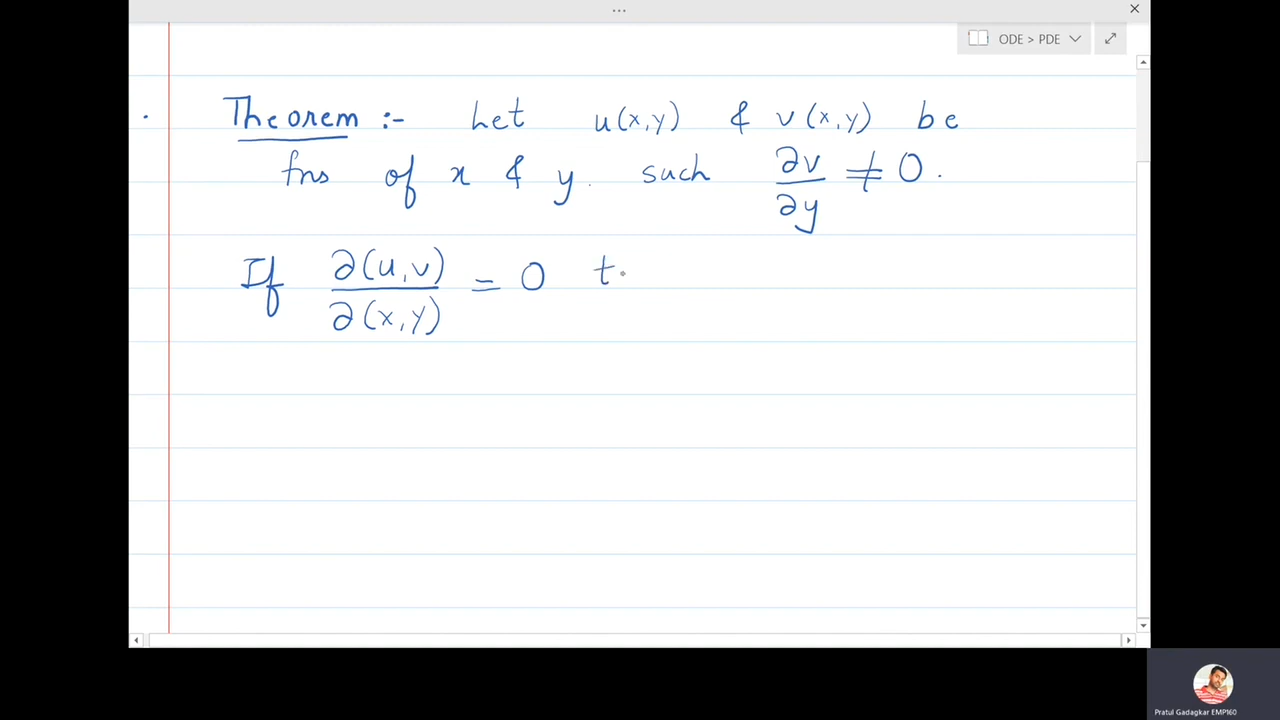 ...
ODE > PDE
. Theorem :- Let u(x,y) & v(x,y) be
fns of x & y. such ∂v/∂y ≠ 0.
If ∂(u,v)/∂(x,y) = 0 t
Pratul Gadagkar EMP160